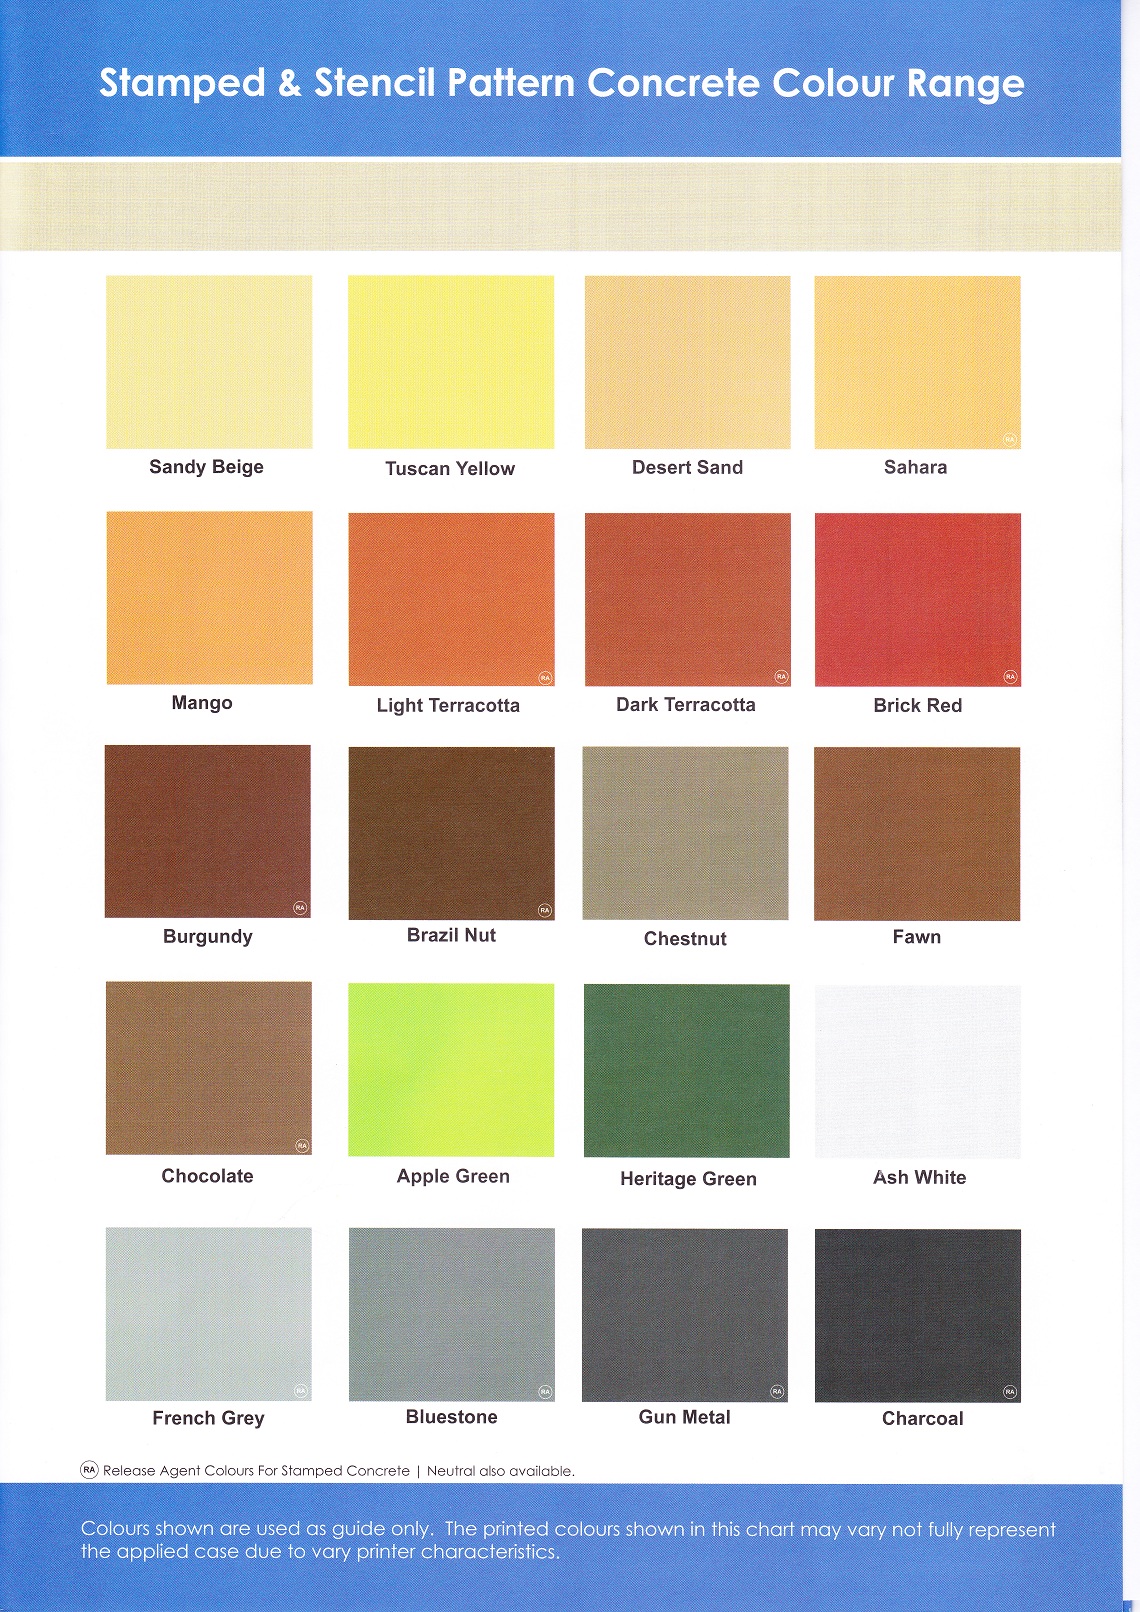 Stamped & Stencil Pattern Concrete Colour Range
Sandy Beige
Tuscan Yellow
Desert Sand
RA
Sahara
Mango
RA
Light Terracotta
RA
Dark Terracotta
RA
Brick Red
RA
Burgundy
RA
Brazil Nut
Chestnut
Fawn
RA
Chocolate
Apple Green
Heritage Green
Ash White
RA
French Grey
RA
Bluestone
RA
Gun Metal
RA
Charcoal
RA Release Agent Colours For Stamped Concrete | Neutral also available.
Colours shown are used as guide only. The printed colours shown in this chart may vary not fully represent
the applied case due to vary printer characteristics.